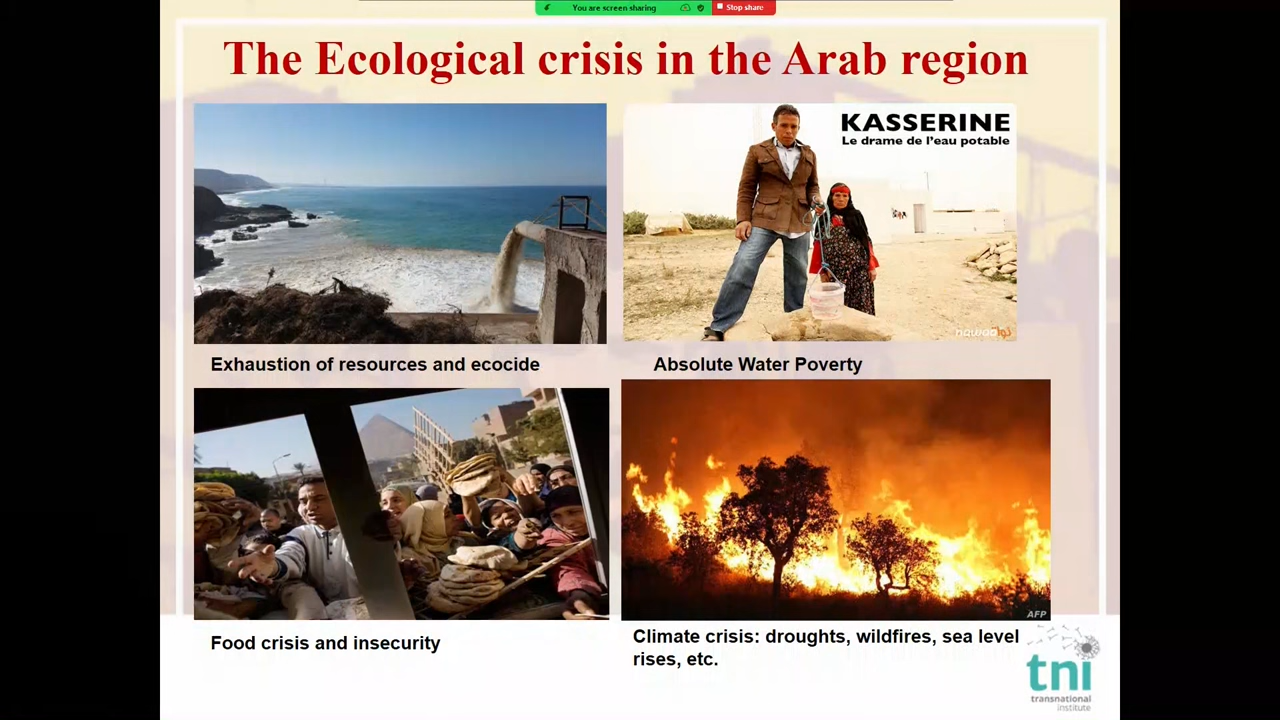 You are screen sharing
Stop share
The Ecological crisis in the Arab region
KASSERINE
Le drame de l'eau potable
nawaat
Exhaustion of resources and ecocide
Absolute Water Poverty
AFP
Food crisis and insecurity
Climate crisis: droughts, wildfires, sea level
rises, etc.
tni
transnational
institute